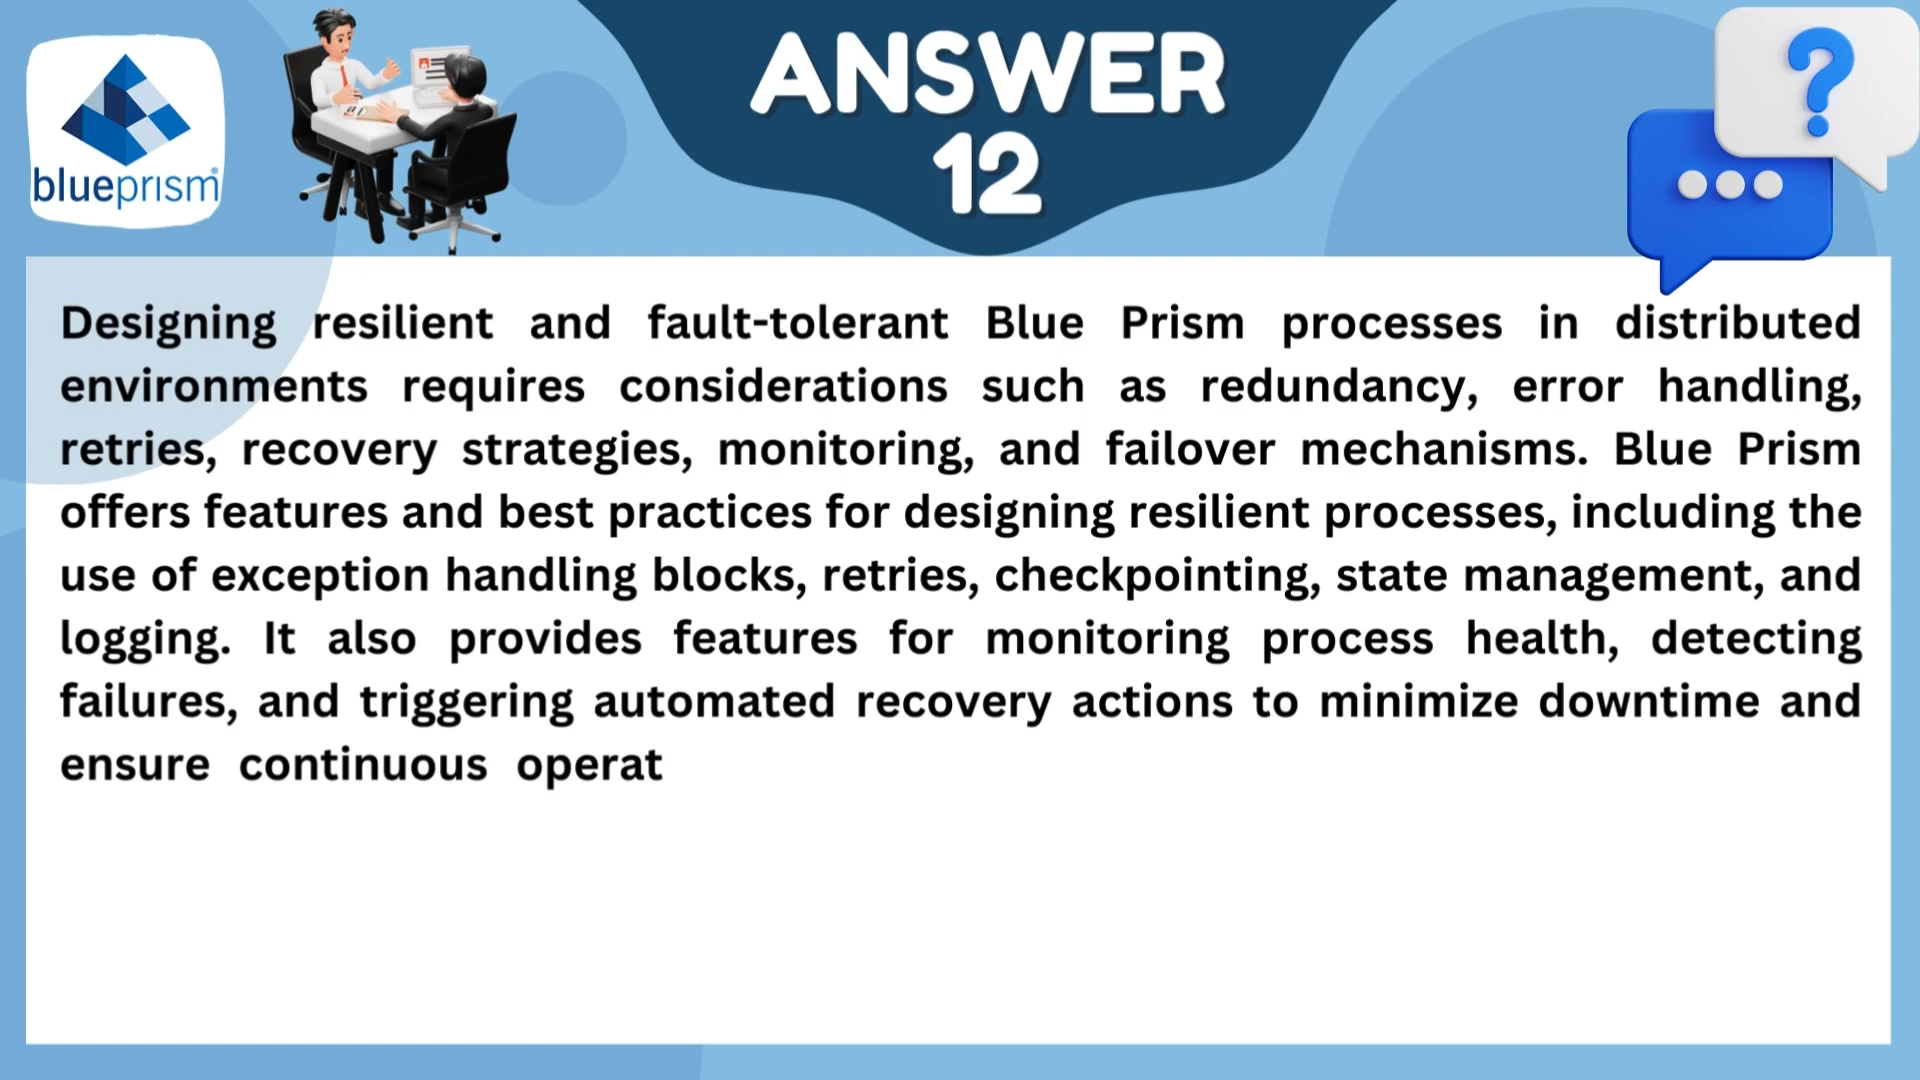 blueprism
ANSWER
12
Designing resilient and fault-tolerant Blue Prism processes in distributed
environments requires considerations such as redundancy, error handling,
retries, recovery strategies, monitoring, and failover mechanisms. Blue Prism
offers features and best practices for designing resilient processes, including the
use of exception handling blocks, retries, checkpointing, state management, and
logging. It also provides features for monitoring process health, detecting
failures, and triggering automated recovery actions to minimize downtime and
ensure continuous operat